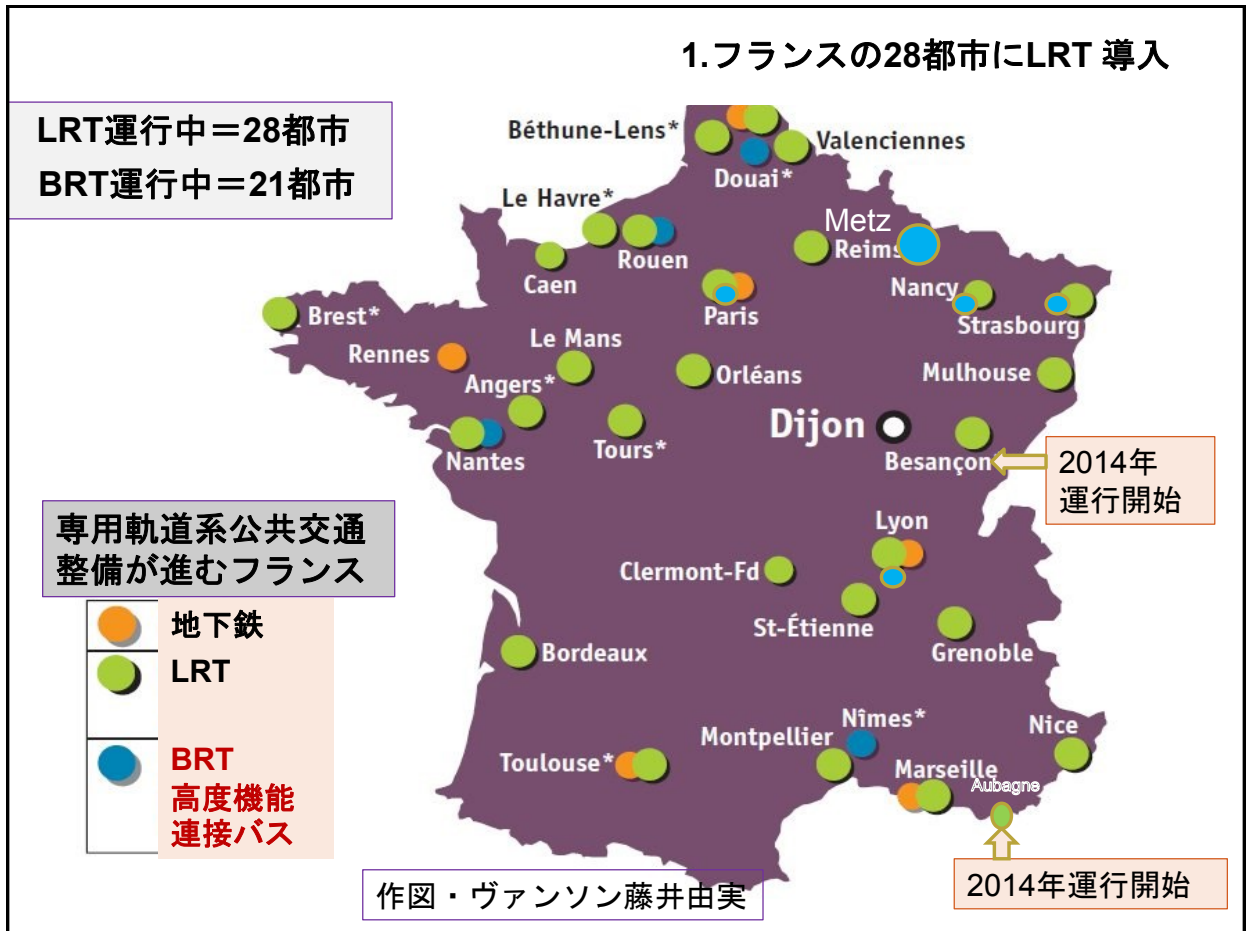 1.フランスの28都市にLRT 導入
LRT運行中＝28都市
BRT運行中＝21都市
Béthune-Lens*
Valenciennes
Douai*
Le Havre*
Metz
Rouen
Reims
Caen
Nancy
Paris
Strasbourg
Brest*
Le Mans
Rennes
Orléans
Mulhouse
Angers*
Dijon
Tours*
Nantes
Besançon
2014年
運行開始
専用軌道系公共交通
整備が進むフランス
Lyon
Clermont-Fd
地下鉄
St-Étienne
Grenoble
Bordeaux
LRT
Nîmes*
Nice
Montpellier
BRT
高度機能
連接バス
Toulouse*
Marseille
Aubagne
作図・ヴァンソン藤井由実
2014年運行開始